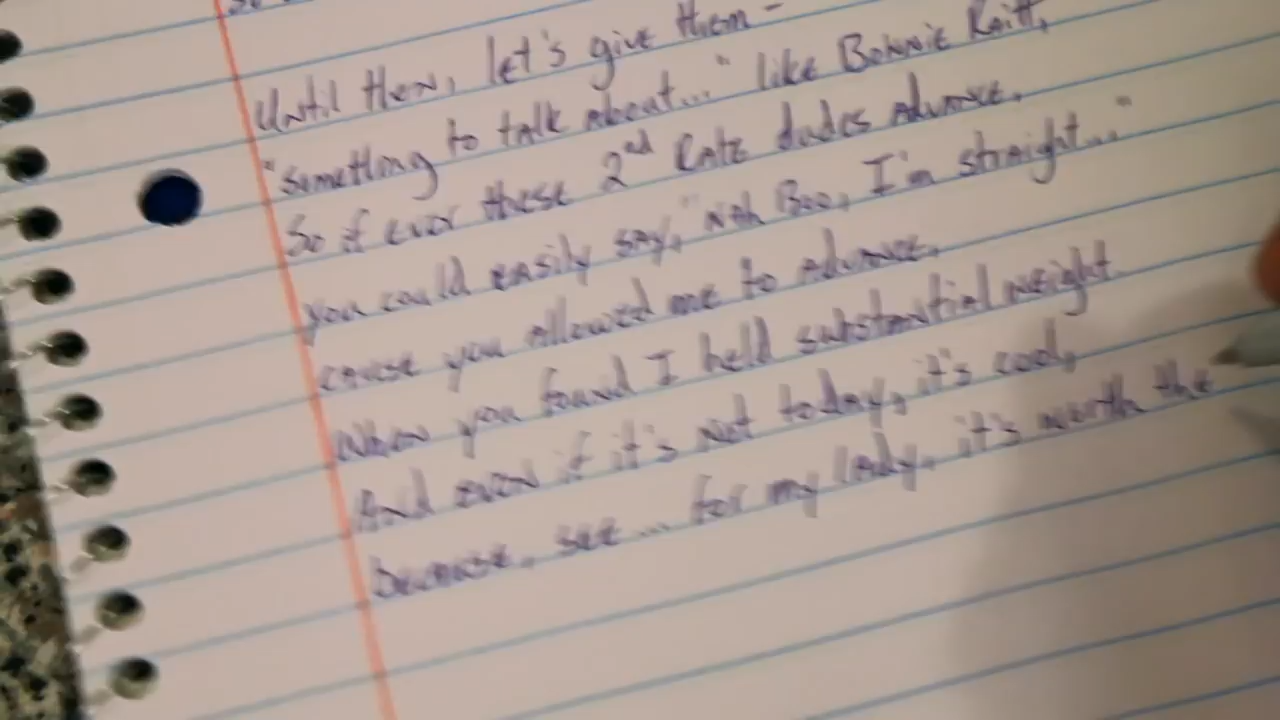 Until then, let's give them -
"something to talk about..." like Bonnie Raitt,
So if ever these 2nd Rate dudes advance,
you could easily say, "nah Boo, I'm straight..."
cause you allowed me to advance,
when you found I held substantial weight
And even if it's not today, it's cool,
because, see... for my lady, it's worth the